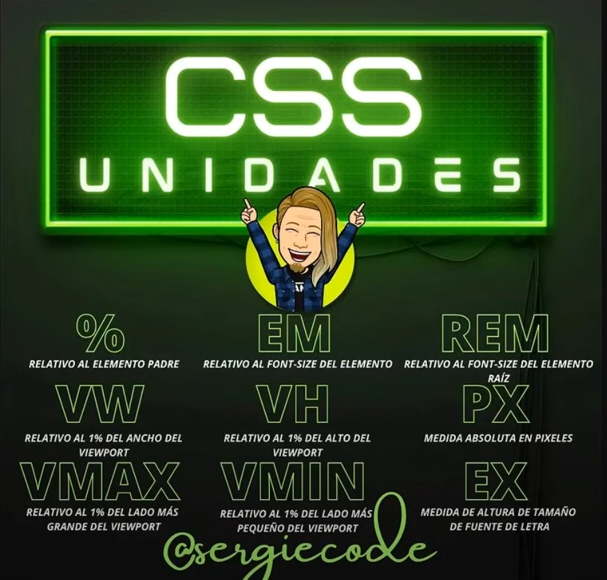 CSS
UNIDADES
%
RELATIVO AL ELEMENTO PADRE
EM
RELATIVO AL FONT-SIZE DEL ELEMENTO
REM
RELATIVO AL FONT-SIZE DEL ELEMENTO
RAÍZ
VW
RELATIVO AL 1% DEL ANCHO DEL
VIEWPORT
VH
RELATIVO AL 1% DEL ALTO DEL
VIEWPORT
PX
MEDIDA ABSOLUTA EN PIXELES
VMAX
RELATIVO AL 1% DEL LADO MÁS
GRANDE DEL VIEWPORT
VMIN
RELATIVO AL 1% DEL LADO MÁS
PEQUEÑO DEL VIEWPORT
EX
MEDIDA DE ALTURA DE TAMAÑO
DE FUENTE DE LETRA
@sergiecode